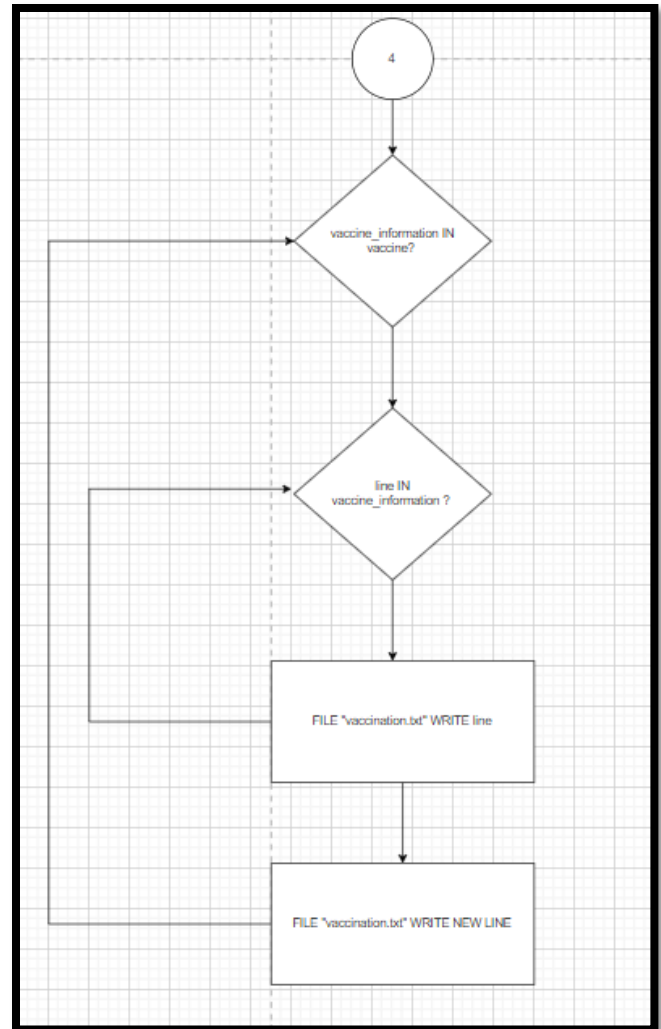 4
vaccine_information IN
vaccine?
line IN
vaccine_information ?
FILE "vaccination.txt" WRITE line
FILE "vaccination.txt" WRITE NEW LINE